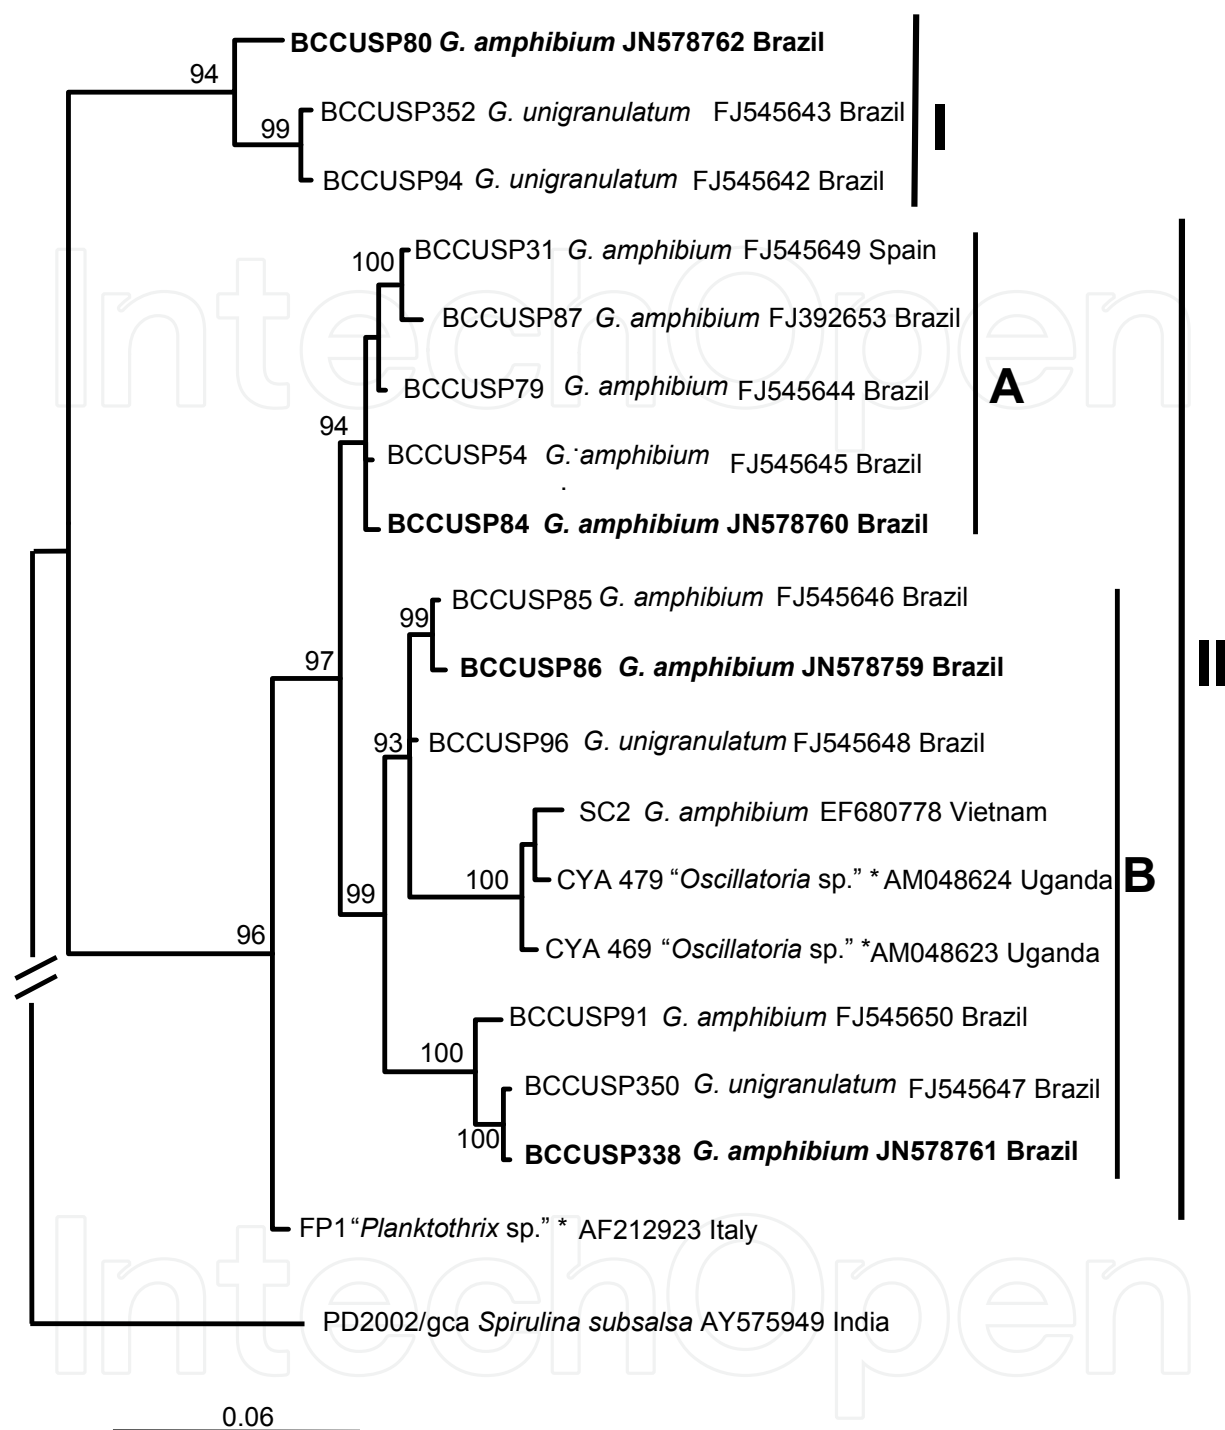 BCCUSP80 G. amphibium JN578762 Brazil
94
BCCUSP352 G. unigranulatum FJ545643 Brazil
I
99
BCCUSP94 G. unigranulatum FJ545642 Brazil
BCCUSP31 G. amphibium FJ545649 Spain
100
BCCUSP87 G. amphibium FJ392653 Brazil
IntechOpen
BCCUSP79 G. amphibium FJ545644 Brazil
A
94
BCCUSP54 G. amphibium FJ545645 Brazil
BCCUSP84 G. amphibium JN578760 Brazil
BCCUSP85 G. amphibium FJ545646 Brazil
99
97
BCCUSP86 G. amphibium JN578759 Brazil
II
93
BCCUSP96 G. unigranulatum FJ545648 Brazil
SC2 G. amphibium EF680778 Vietnam
100
CYA 479 “Oscillatoria sp.” * AM048624 Uganda
B
99
96
CYA 469 “Oscillatoria sp.” *AM048623 Uganda
BCCUSP91 G. amphibium FJ545650 Brazil
100
BCCUSP350 G. unigranulatum FJ545647 Brazil
100
BCCUSP338 G. amphibium JN578761 Brazil
FP1 “Planktothrix sp.” * AF212923 Italy
IntechOpen
PD2002/gca Spirulina subsalsa AY575949 India
0.06